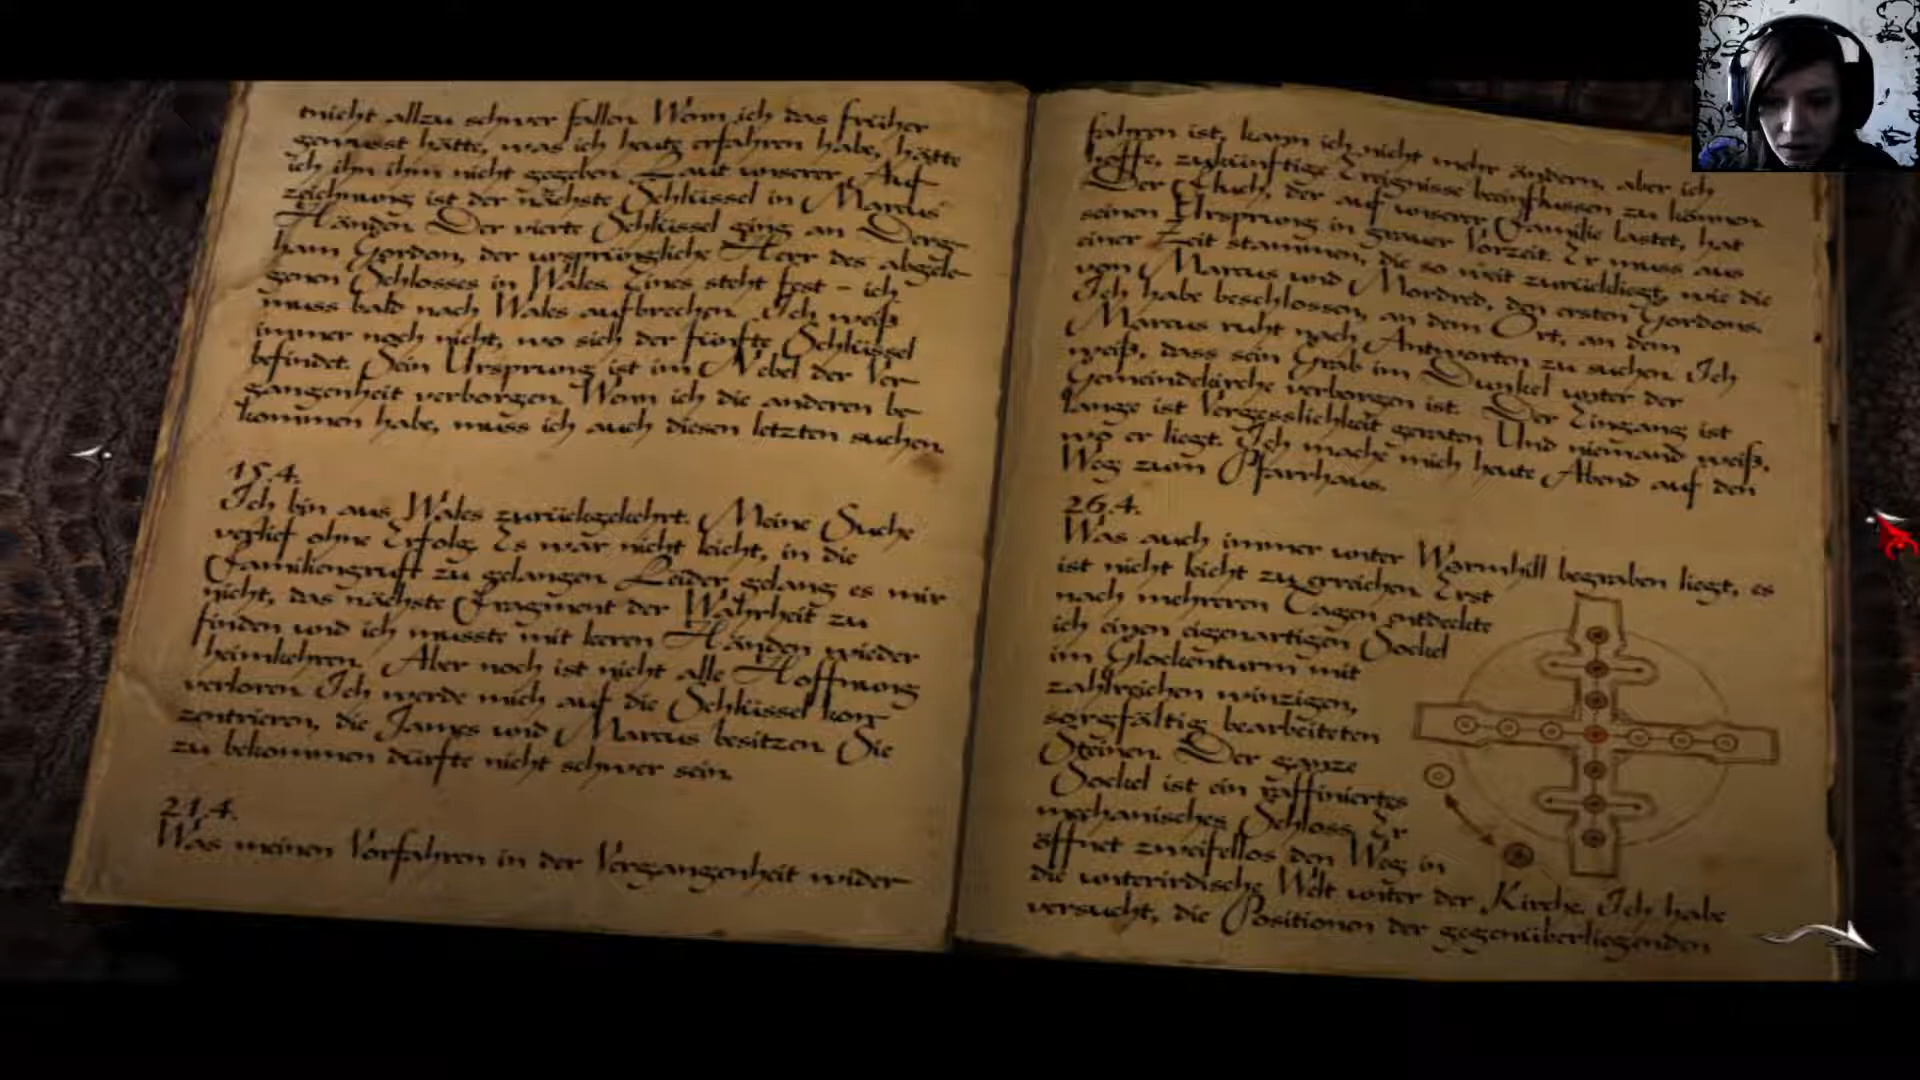 nicht allzu schwer fallen. Wenn ich das früher
gewusst hätte, was ich heute erfahren habe, hätte
ich ihn ihm nicht gegeben. Laut unserer Auf-
zeichnung ist der nächste Schlüssel in Marcus'
Händen. Der vierte Schlüssel ging an Derg-
ham Gordon, der ursprüngliche Herr des abgele-
genen Schlosses in Wales. Eines steht fest - ich
muss bald nach Wales aufbrechen. Ich weiß
immer noch nicht, wo sich der fünfte Schlüssel
befindet. Sein Ursprung ist im Nebel der Ver-
gangenheit verborgen. Wenn ich die anderen be-
kommen habe, muss ich auch diesen letzten suchen.
15.4.
Ich bin aus Wales zurückgekehrt. Meine Suche
verlief ohne Erfolg. Es war nicht leicht, in die
Familiengruft zu gelangen. Leider gelang es mir
nicht, das nächste Fragment der Wahrheit zu
finden und ich musste mit leeren Händen wieder
heimkehren. Aber noch ist nicht alle Hoffnung
verloren. Ich werde mich auf die Schlüssel kon-
zentrieren, die James und Marcus besitzen. Sie
zu bekommen dürfte nicht schwer sein.
21.4.
Was meinen Vorfahren in der Vergangenheit wider-
fahren ist, kann ich nicht mehr ändern, aber ich
hoffe, zukünftige Ereignisse beeinflussen zu können.
Der Fluch, der auf unserer Familie lastet, hat
seinen Ursprung in grauer Vorzeit. Er muss aus
einer Zeit stammen, die so weit zurückliegt, wie die
von Marcus und Mordred, den ersten Gordons.
Ich habe beschlossen, an dem Ort, an dem
Marcus ruht nach Antworten zu suchen. Ich
weiß, dass sein Grab im Dunkel unter der
Gemeindekirche verborgen ist. Der Eingang ist
lange ist Vergesslichkeit geraten. Und niemand weiß,
wo er liegt. Ich mache mich heute Abend auf den
Weg zum Pfarrhaus.
26.4.
Was auch immer unter Warmhill begraben liegt, es
ist nicht leicht zu erreichen. Erst
nach mehreren Tagen entdeckte
ich einen eigenartigen Sockel
im Glockenturm mit
zahlreichen winzigen,
sorgfältig bearbeiteten
Steinen. Der ganze
Sockel ist ein raffiniertes
mechanisches Schloss. Er
öffnet zweifellos den Weg in
die unterirdische Welt unter der Kirche. Ich habe
versucht, die Positionen der gegenüberliegenden